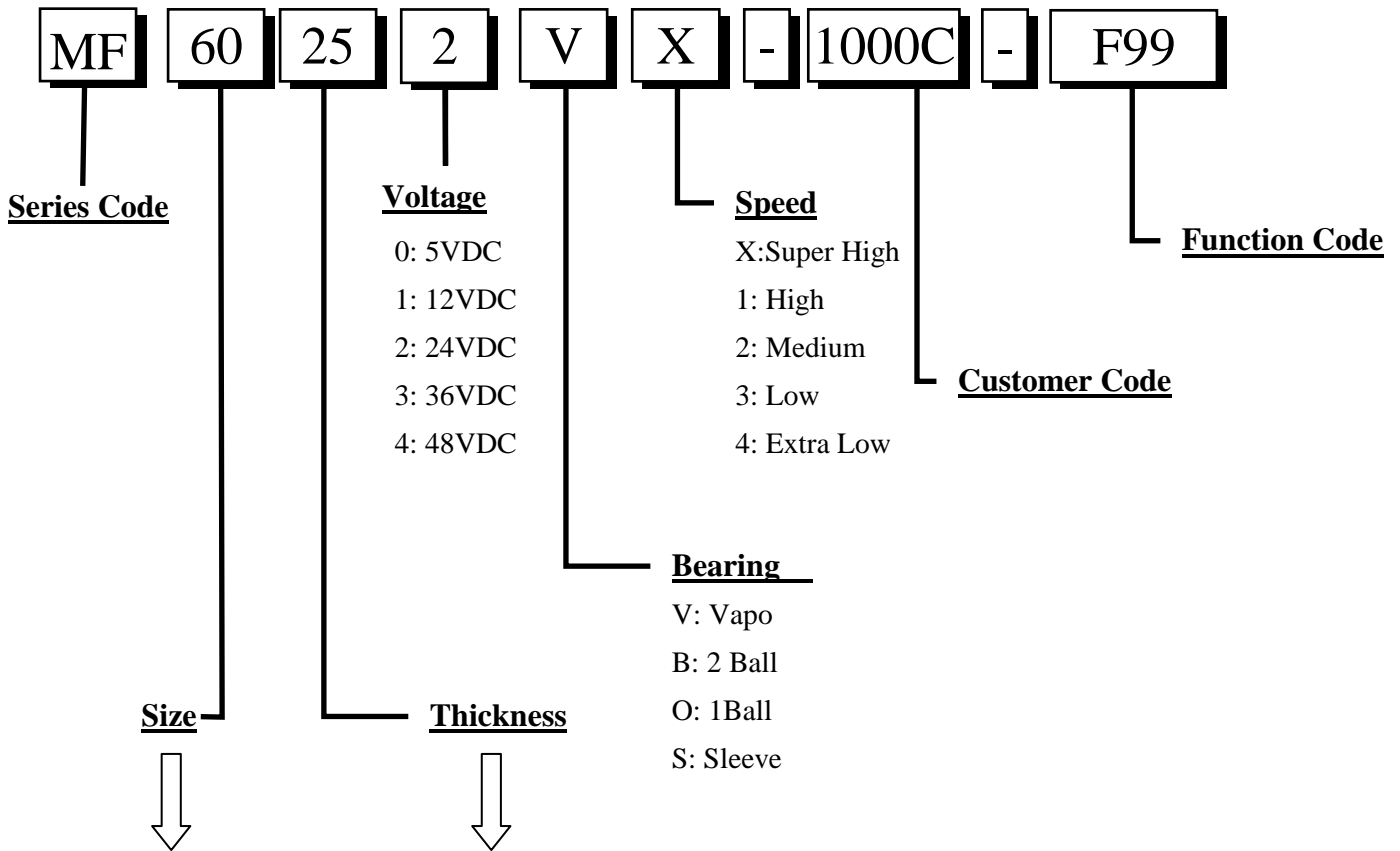 MF 60 25 2 V X - 1000C - F99
Series Code
Voltage
0: 5VDC
1: 12VDC
2: 24VDC
3: 36VDC
4: 48VDC
Speed
X:Super High
1: High
2: Medium
3: Low
4: Extra Low
Function Code
Customer Code
Bearing
V: Vapo
B: 2 Ball
O: 1Ball
S: Sleeve
Size
Thickness